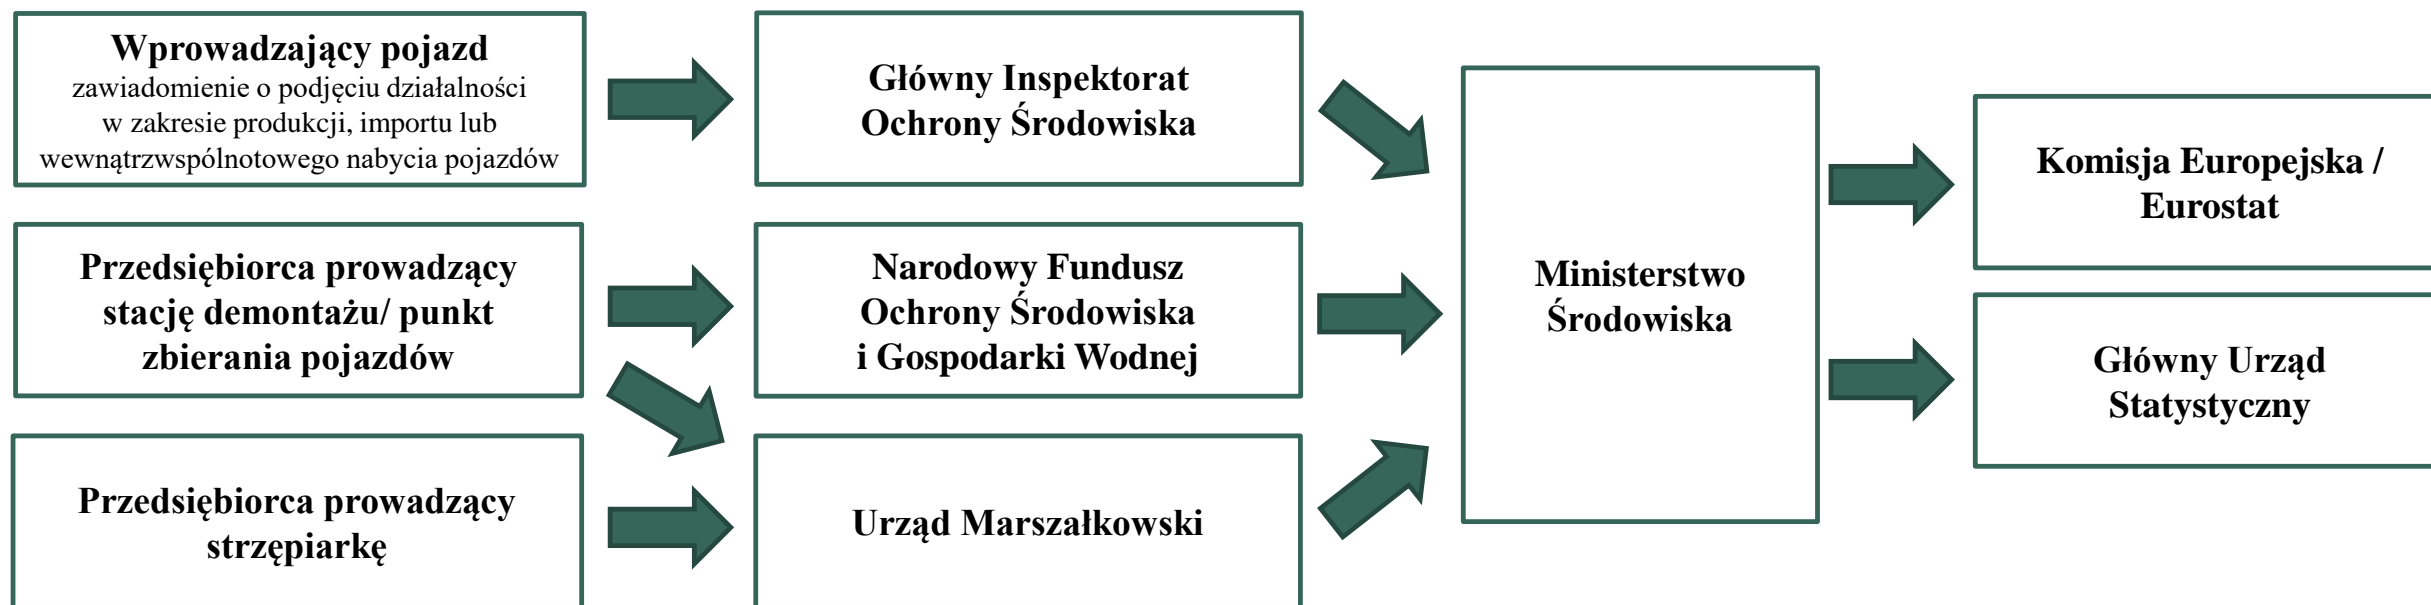 Wprowadzający pojazd
zawiadomienie o podjęciu działalności
w zakresie produkcji, importu lub
wewnątrzwspólnotowego nabycia pojazdów
Główny Inspektorat
Ochrony Środowiska
Przedsiębiorca prowadzący
stację demontażu/ punkt
zbierania pojazdów
Narodowy Fundusz
Ochrony Środowiska
i Gospodarki Wodnej
Przedsiębiorca prowadzący
strzępiarkę
Urząd Marszałkowski
Ministerstwo
Środowiska
Komisja Europejska /
Eurostat
Główny Urząd
Statystyczny